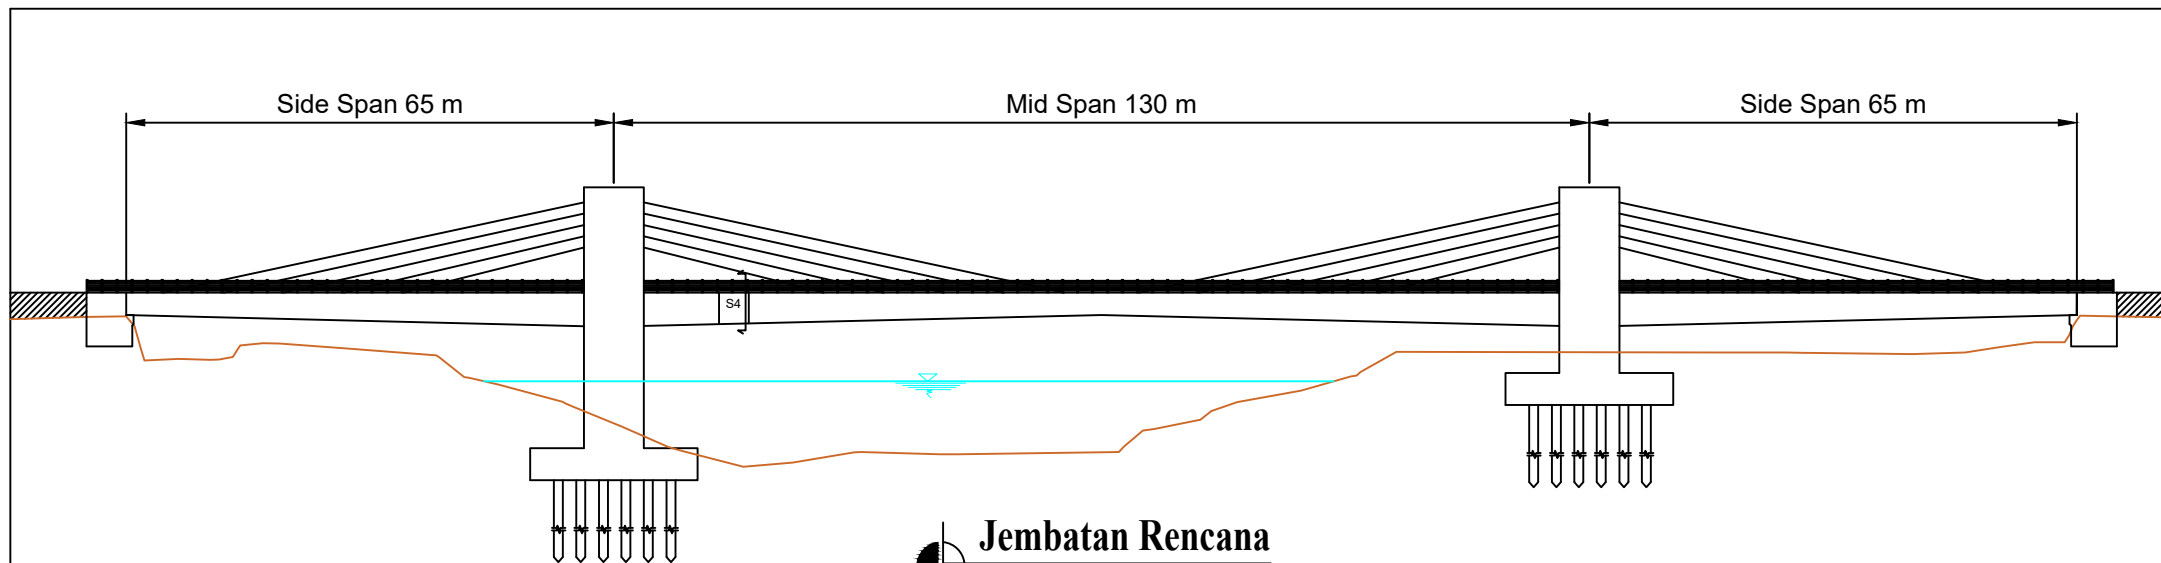 Side Span 65 m
Mid Span 130 m
Side Span 65 m
S4
Jembatan Rencana